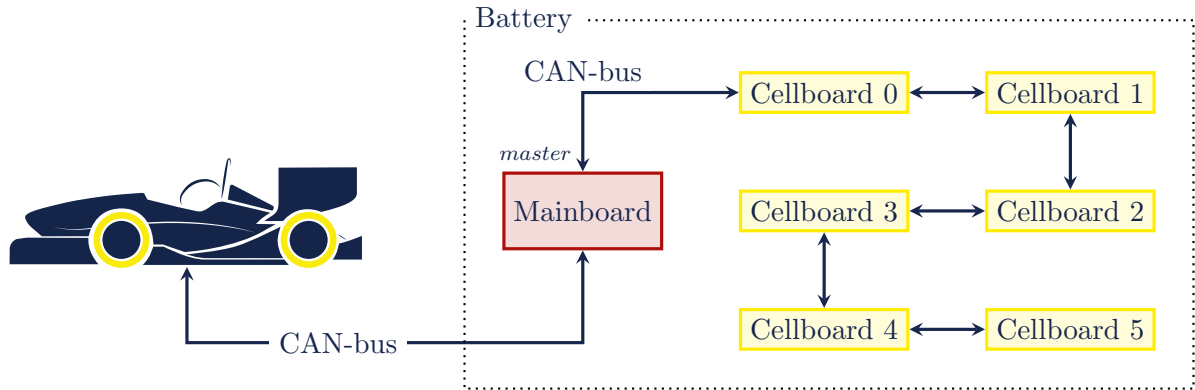 Battery
CAN-bus
Cellboard 0
Cellboard 1
master
Mainboard
Cellboard 3
Cellboard 2
CAN-bus
Cellboard 4
Cellboard 5